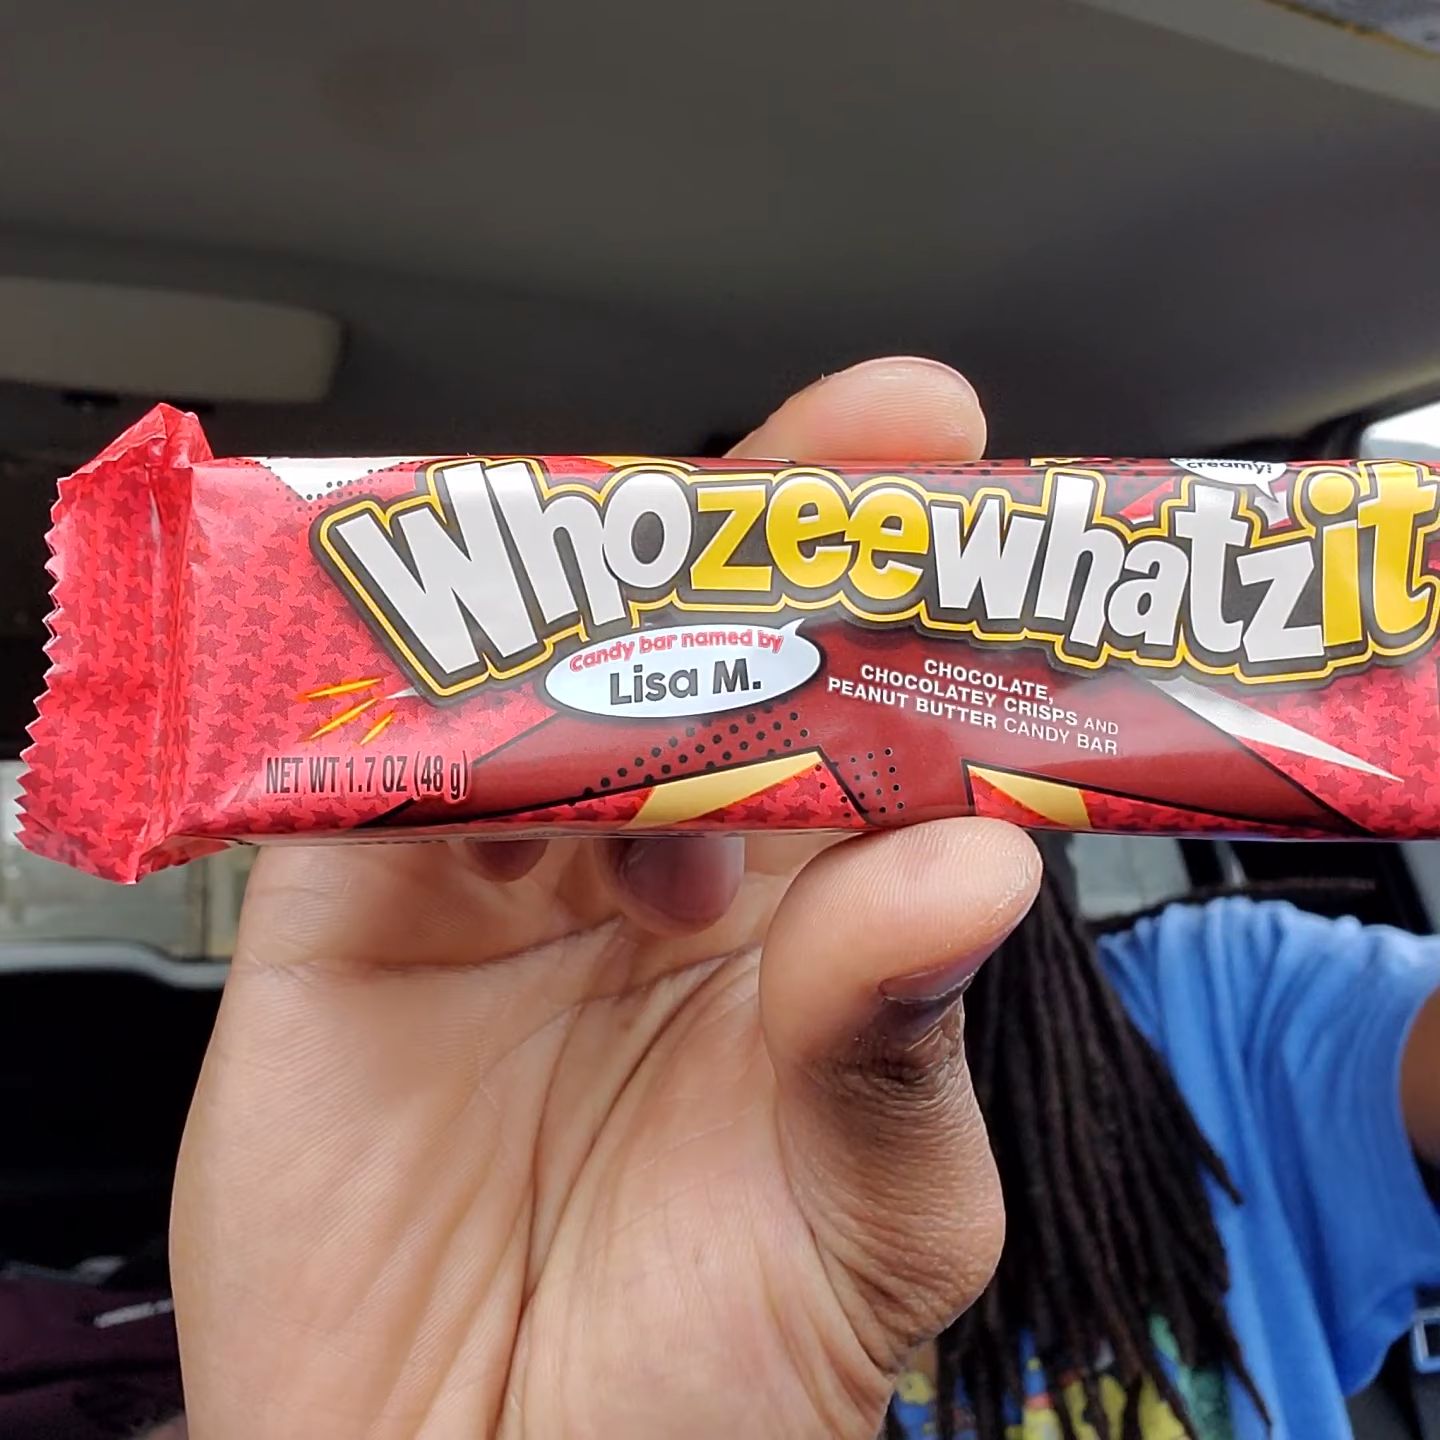 creamy!
Whozeewhatzit
candy bar named by
Lisa M.
CHOCOLATE,
CHOCOLATEY CRISPS AND
PEANUT BUTTER CANDY BAR
NET WT 1.7 OZ (48 g)